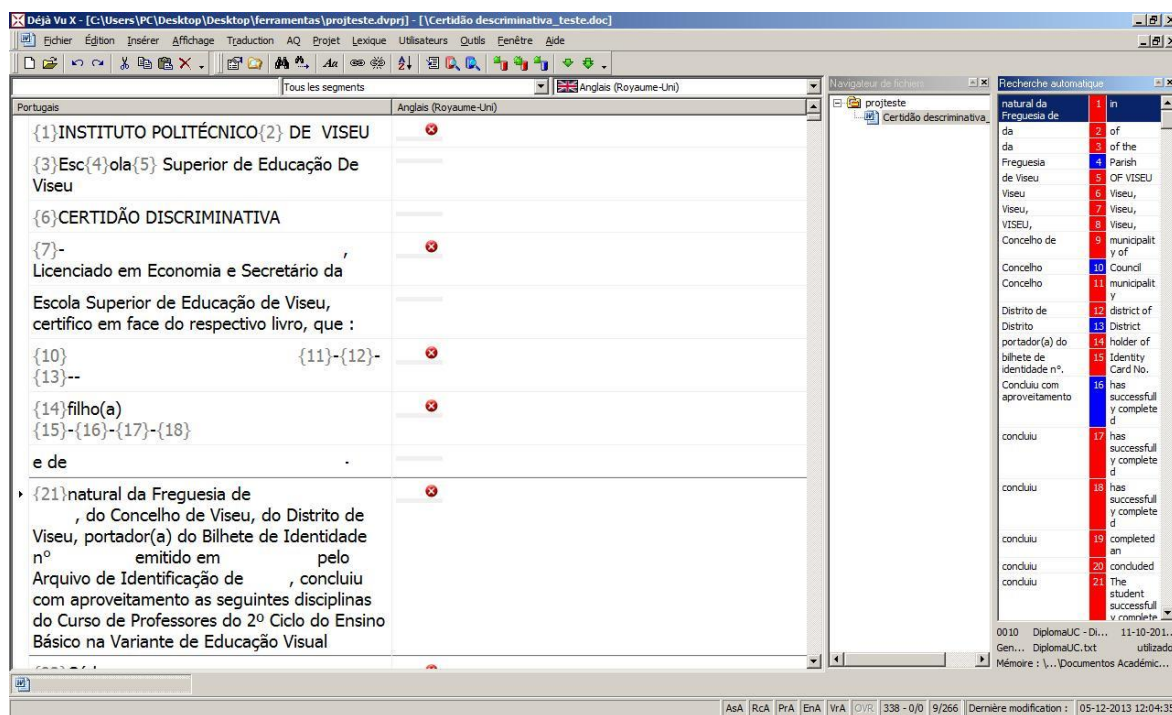 Déjà Vu X - [C:\Users\PC\Desktop\Desktop\ferramentas\projteste.dvprj] - [\Certidão descriminativa_teste.doc]
Fichier Édition Insérer Affichage Traduction AQ Projet Lexique Utilisateurs Outils Fenêtre Aide
Tous les segments Anglais (Royaume-Uni)
Portugais Anglais (Royaume-Uni)
{1}INSTITUTO POLITÉCNICO{2} DE VISEU
{3}Esc{4}ola{5} Superior de Educação De
Viseu
{6}CERTIDÃO DISCRIMINATIVA
{7}- ,
Licenciado em Economia e Secretário da
Escola Superior de Educação de Viseu,
certifico em face do respectivo livro, que :
{10} {11}-{12}-
{13}--
{14}filho(a)
{15}-{16}-{17}-{18}
e de .
{21}natural da Freguesia de
, do Concelho de Viseu, do Distrito de
Viseu, portador(a) do Bilhete de Identidade
nº emitido em pelo
Arquivo de Identificação de , concluiu
com aproveitamento as seguintes disciplinas
do Curso de Professores do 2º Ciclo do Ensino
Básico na Variante de Educação Visual
Navigateur de fichiers
projteste
Certidão descriminativa_
Recherche automatique
natural da 1 in
Freguesia de
da 2 of
da 3 of the
Freguesia 4 Parish
de Viseu 5 OF VISEU
Viseu 6 Viseu,
Viseu, 7 Viseu,
VISEU, 8 Viseu,
Concelho de 9 municipalit
y of
Concelho 10 Council
Concelho 11 municipalit
y
Distrito de 12 district of
Distrito 13 District
portador(a) do 14 holder of
bilhete de 15 Identity
identidade nº. Card No.
Concluiu com 16 has
aproveitamento successfull
y complete
d
concluiu 17 has
successfull
y complete
d
concluiu 18 has
successfull
y complete
d
concluiu 19 completed
an
concluiu 20 concluded
concluiu 21 The
student
successfull
y complete
0010 DiplomaUC - Di... 11-10-201...
Gen... DiplomaUC.txt utilizado
Mémoire : \...\Documentos Académic...
AsA RcA PrA EnA VrA OVR 338 - 0/0 9/266 Dernière modification : 05-12-2013 12:04:35